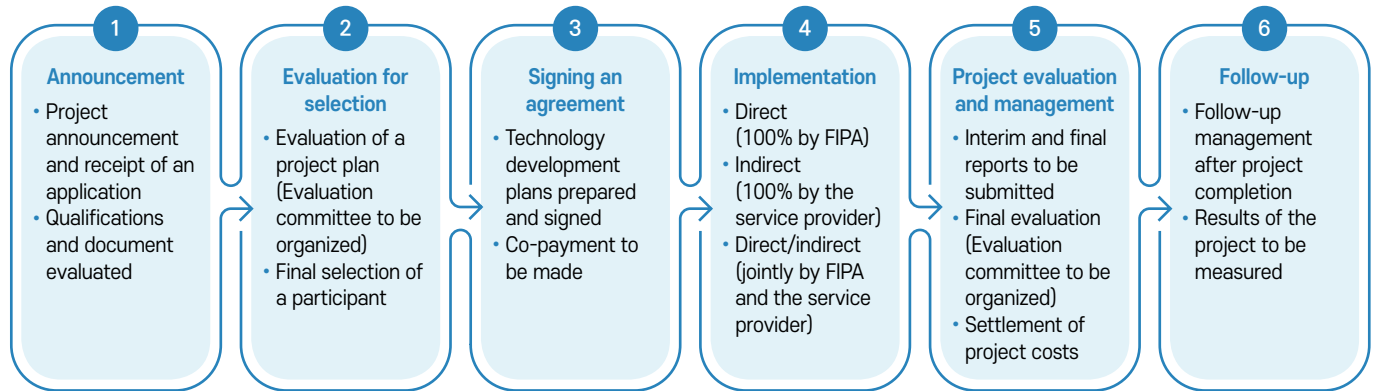 1
Announcement
• Project
announcement
and receipt of an
application
• Qualifications
and document
evaluated
2
Evaluation for
selection
• Evaluation of a
project plan
(Evaluation
committee to be
organized)
• Final selection of
a participant
3
Signing an
agreement
• Technology
development
plans prepared
and signed
• Co-payment to
be made
4
Implementation
• Direct
(100% by FIPA)
• Indirect
(100% by the
service provider)
• Direct/indirect
(jointly by FIPA
and the service
provider)
5
Project evaluation
and management
• Interim and final
reports to be
submitted
• Final evaluation
(Evaluation
committee to be
organized)
• Settlement of
project costs
6
Follow-up
• Follow-up
management
after project
completion
• Results of the
project to be
measured